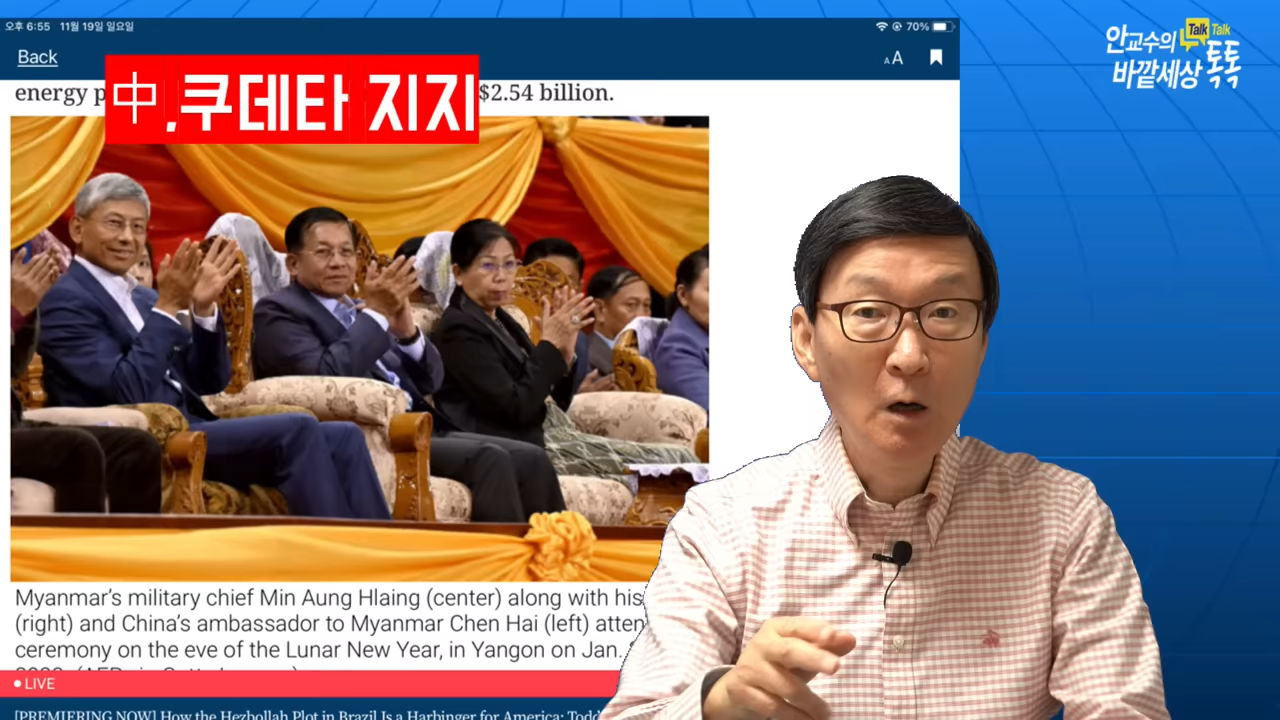 오후 6:55 11월 19일 일요일
70%
Back
AA
안교수의 Talk Talk
바깥세상 톡톡
energy
$2.54 billion.
中,쿠데타 지지
Myanmar's military chief Min Aung Hlaing (center) along with his
(right) and China's ambassador to Myanmar Chen Hai (left)
ceremony on the eve of the Lunar New Year, in Yangon on Jan.
LIVE
[PREMIERING NOW] How the Hezbollah Plot in Brazil Is a Harbinger for America: Todd